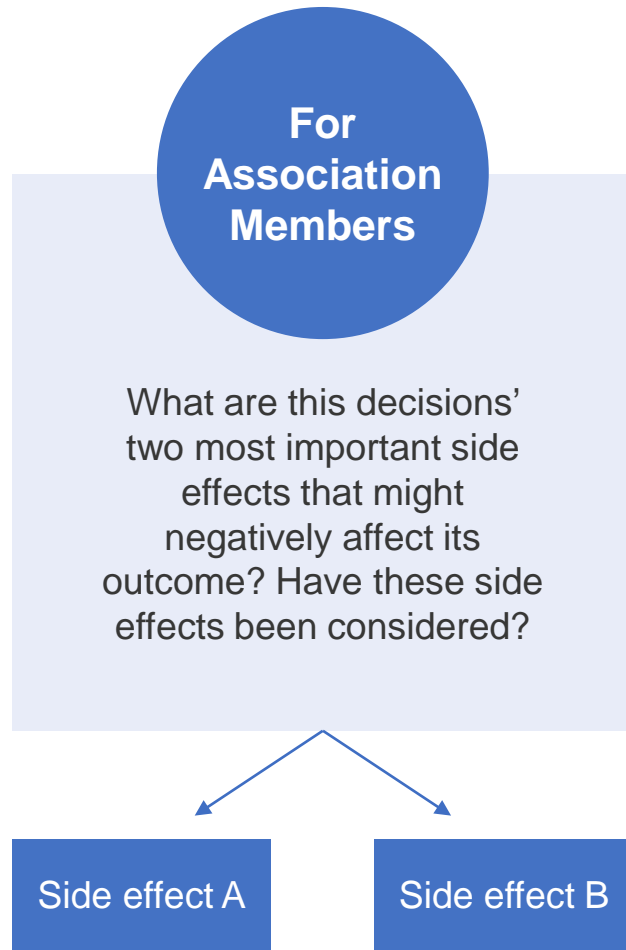 For
Association
Members
What are this decisions’
two most important side
effects that might
negatively affect its
outcome? Have these side
effects been considered?
Side effect A
Side effect B